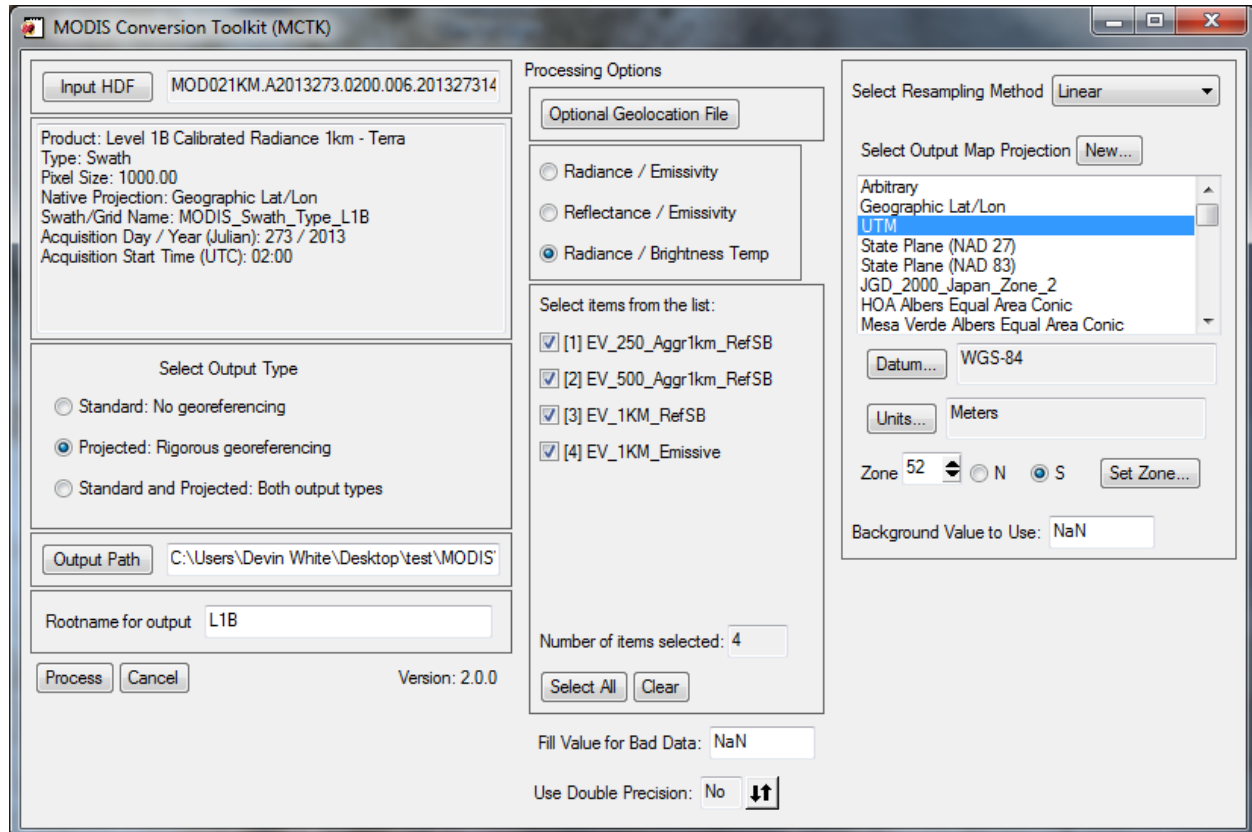 MODIS Conversion Toolkit (MCTK)
Input HDF MOD021KM.A2013273.0200.006.201327314
Product: Level 1B Calibrated Radiance 1km - Terra
Type: Swath
Pixel Size: 1000.00
Native Projection: Geographic Lat/Lon
Swath/Grid Name: MODIS_Swath_Type_L1B
Acquisition Day / Year (Julian): 273 / 2013
Acquisition Start Time (UTC): 02:00
Select Output Type
Standard: No georeferencing
Projected: Rigorous georeferencing
Standard and Projected: Both output types
Output Path C:\Users\Devin White\Desktop\test\MODIS
Rootname for output L1B
Process Cancel Version: 2.0.0
Processing Options
Optional Geolocation File
Radiance / Emissivity
Reflectance / Emissivity
Radiance / Brightness Temp
Select items from the list:
[1] EV_250_Aggr1km_RefSB
[2] EV_500_Aggr1km_RefSB
[3] EV_1KM_RefSB
[4] EV_1KM_Emissive
Number of items selected: 4
Select All Clear
Fill Value for Bad Data: NaN
Use Double Precision: No
Select Resampling Method Linear
Select Output Map Projection New...
Arbitrary
Geographic Lat/Lon
UTM
State Plane (NAD 27)
State Plane (NAD 83)
JGD_2000_Japan_Zone_2
HOA Albers Equal Area Conic
Mesa Verde Albers Equal Area Conic
Datum... WGS-84
Units... Meters
Zone 52 N S Set Zone...
Background Value to Use: NaN